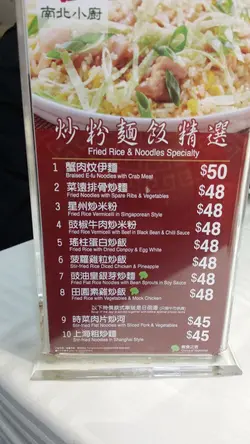 南北小廚
炒粉麵飯精選
Fried Rice & Noodles Specialty
1 蟹肉炆伊麵 $50
Braised E-fu Noodles with Crab Meat
2 菜遠排骨炒麵 $48
Fried Noodles with Spare Ribs & Vegetables
3 星州炒米粉 $48
Fried Rice Vermicelli in Singaporean Style
4 豉椒牛肉炒米粉 $48
Fried Rice Vermicelli with Beef in Black Bean & Chili Sauce
5 瑤柱蛋白炒飯 $48
Fried Rice with Dried Conpoy & Egg White
6 菠蘿雞粒炒飯 $48
Stir-fried Rice Diced Chicken & Pineapple
7 豉油皇銀芽炒麵 $48
Fried Flat Rice Noodles with Bean Sprouts in Soy Sauce
8 田園素雞炒飯 $48
Fried Rice with Vegetables & Mock Chicken
9 時菜肉片炒河 $45
Stir-fried Flat Noodles with Sliced Pork & Vegetables
10 上海粗炒麵 $45
Stir-fried Noodles in Shanghai Style